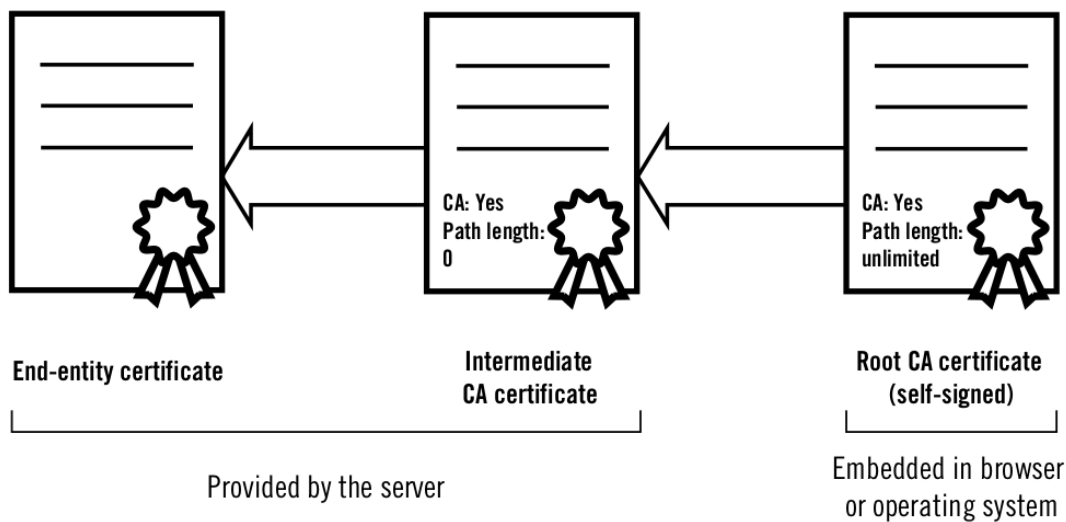 CA: Yes
Path length:
0
CA: Yes
Path length:
unlimited
End-entity certificate
Intermediate
CA certificate
Root CA certificate
(self-signed)
Provided by the server
Embedded in browser
or operating system